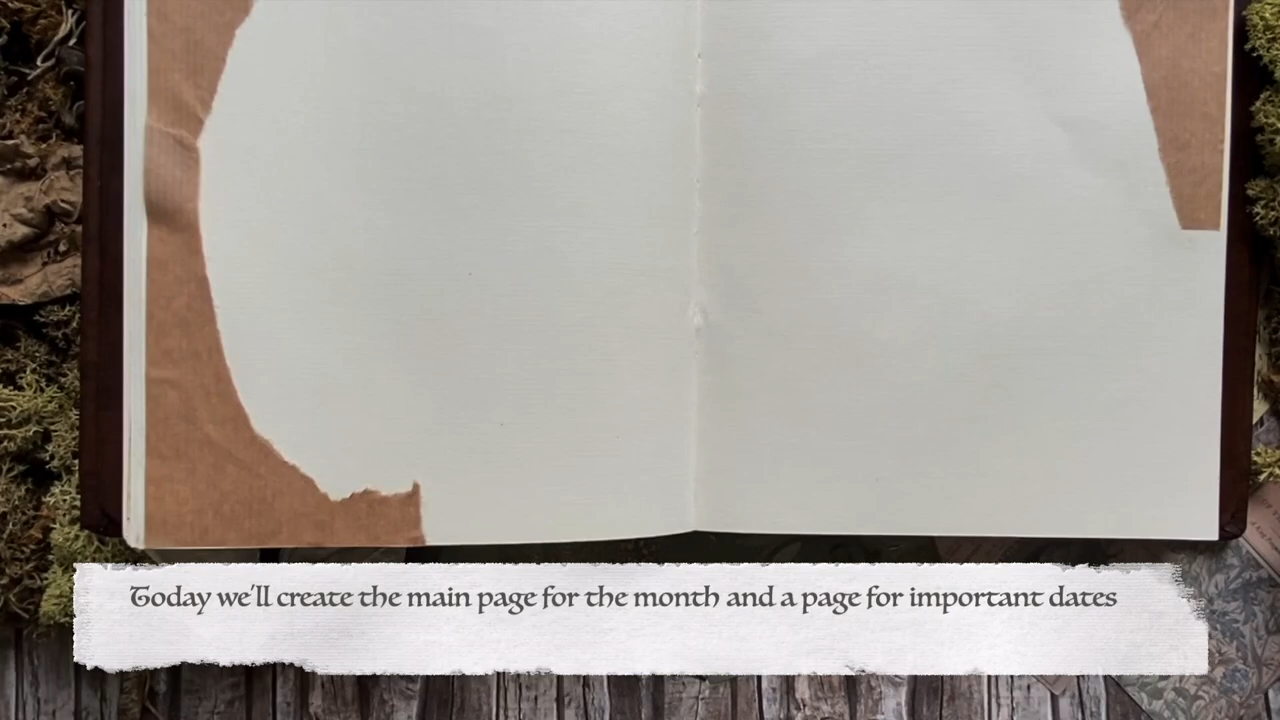 Today we'll create the main page for the month and a page for important dates